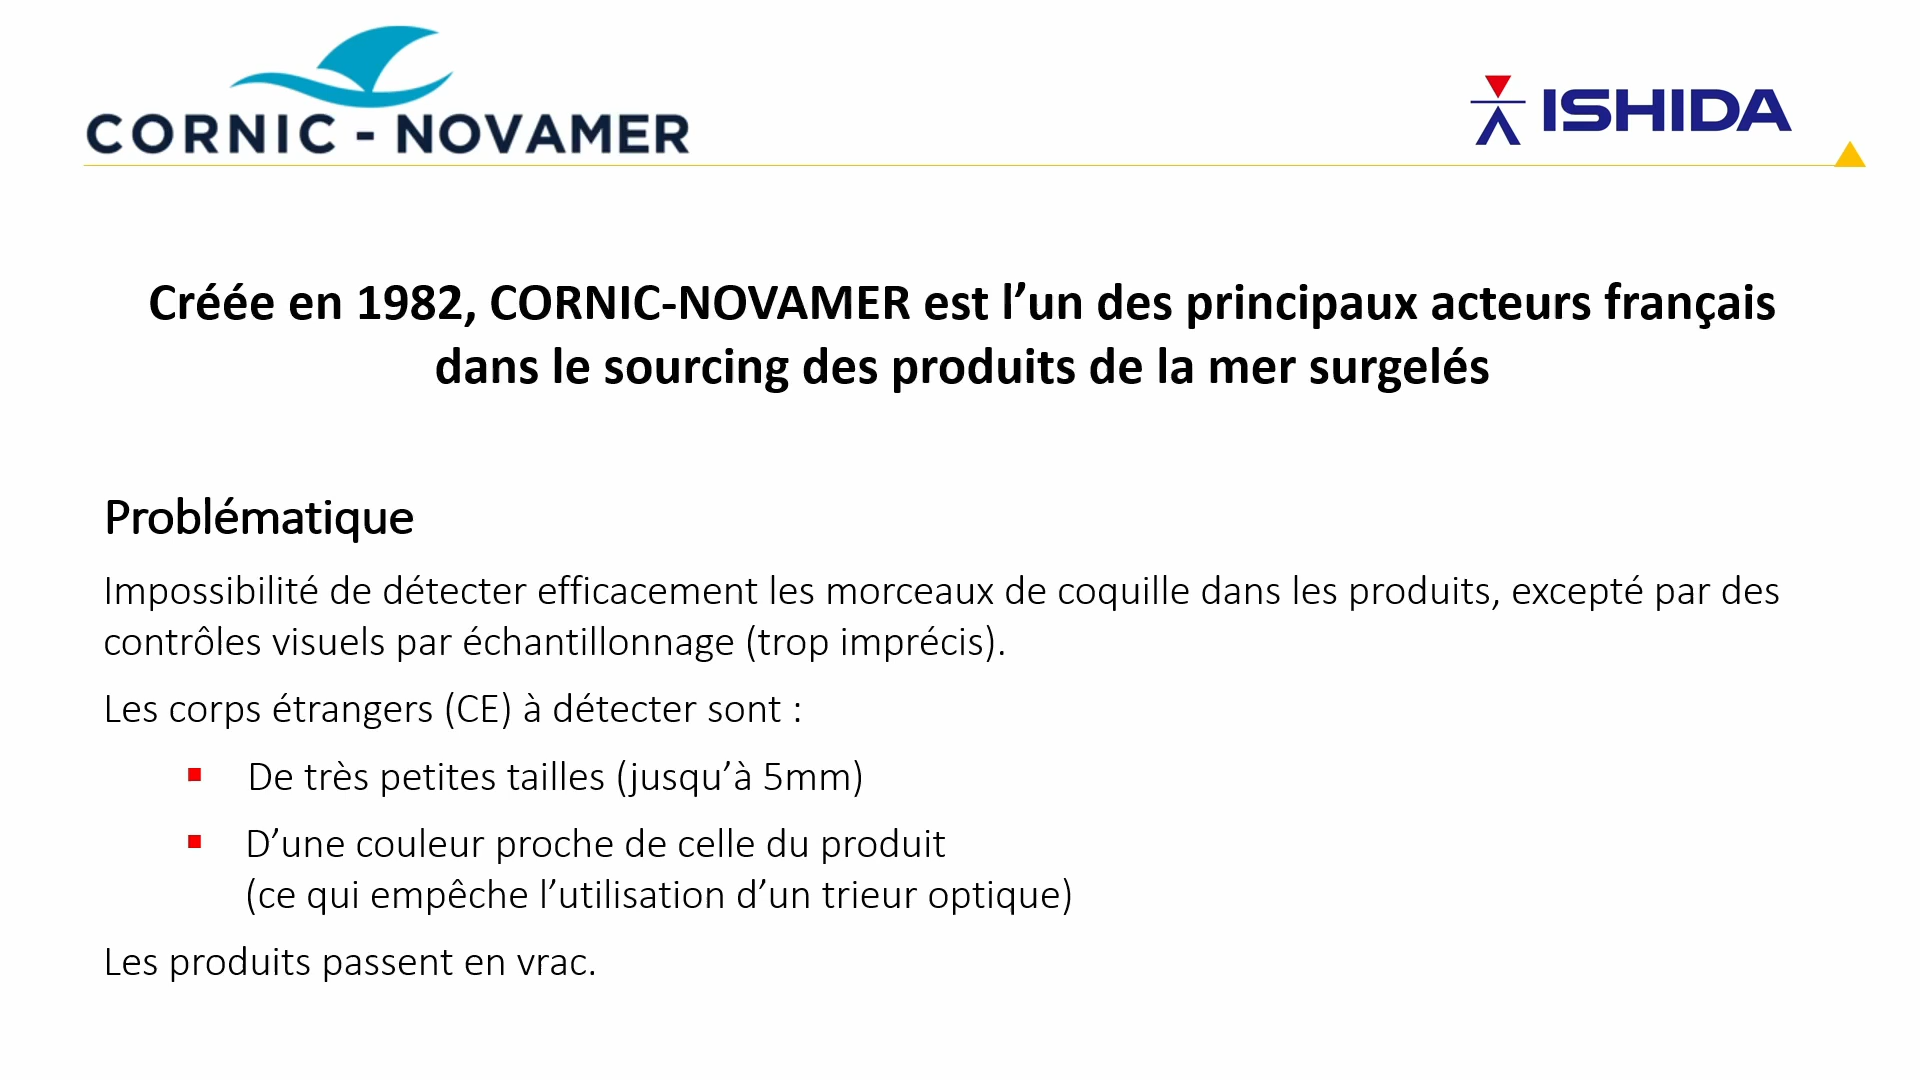 CORNIC - NOVAMER
ISHIDA
Créée en 1982, CORNIC-NOVAMER est l’un des principaux acteurs français
dans le sourcing des produits de la mer surgelés
Problématique
Impossibilité de détecter efficacement les morceaux de coquille dans les produits, excepté par des
contrôles visuels par échantillonnage (trop imprécis).
Les corps étrangers (CE) à détecter sont :
▪ De très petites tailles (jusqu’à 5mm)
▪ D’une couleur proche de celle du produit
(ce qui empêche l’utilisation d’un trieur optique)
Les produits passent en vrac.